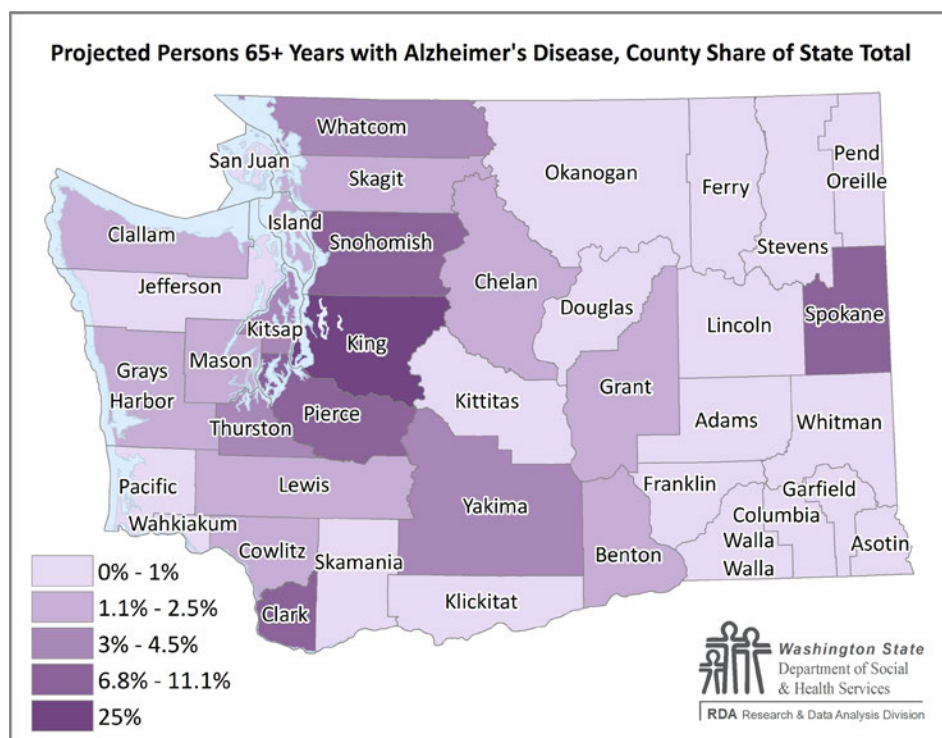 Projected Persons 65+ Years with Alzheimer's Disease, County Share of State Total
Whatcom
San Juan
Skagit
Okanogan
Ferry
Pend
Oreille
Island
Clallam
Snohomish
Stevens
Jefferson
Chelan
Douglas
Lincoln
Spokane
Kitsap
King
Mason
Grays
Harbor
Grant
Kittitas
Pierce
Adams
Whitman
Thurston
Pacific
Lewis
Yakima
Franklin
Garfield
Wahkiakum
Columbia
Cowlitz
Skamania
Benton
Walla
Walla
Asotin
Clark
Klickitat
0% - 1%
1.1% - 2.5%
3% - 4.5%
6.8% - 11.1%
25%
Washington State
Department of Social
& Health Services
RDA Research & Data Analysis Division